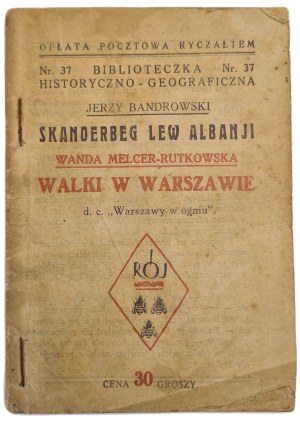 OPŁATA POCZTOWA RYCZAŁTEM
Nr. 37 BIBLIOTECZKA Nr. 37
HISTORYCZNO-GEOGRAFICZNA
JERZY BANDROWSKI
SKANDERBEG LEW ALBANJI
WANDA MELCER-RUTKOWSKA
WALKI W WARSZAWIE
d. c. „Warszawy w ogniu".
RÓJ
CENA 30 GROSZY